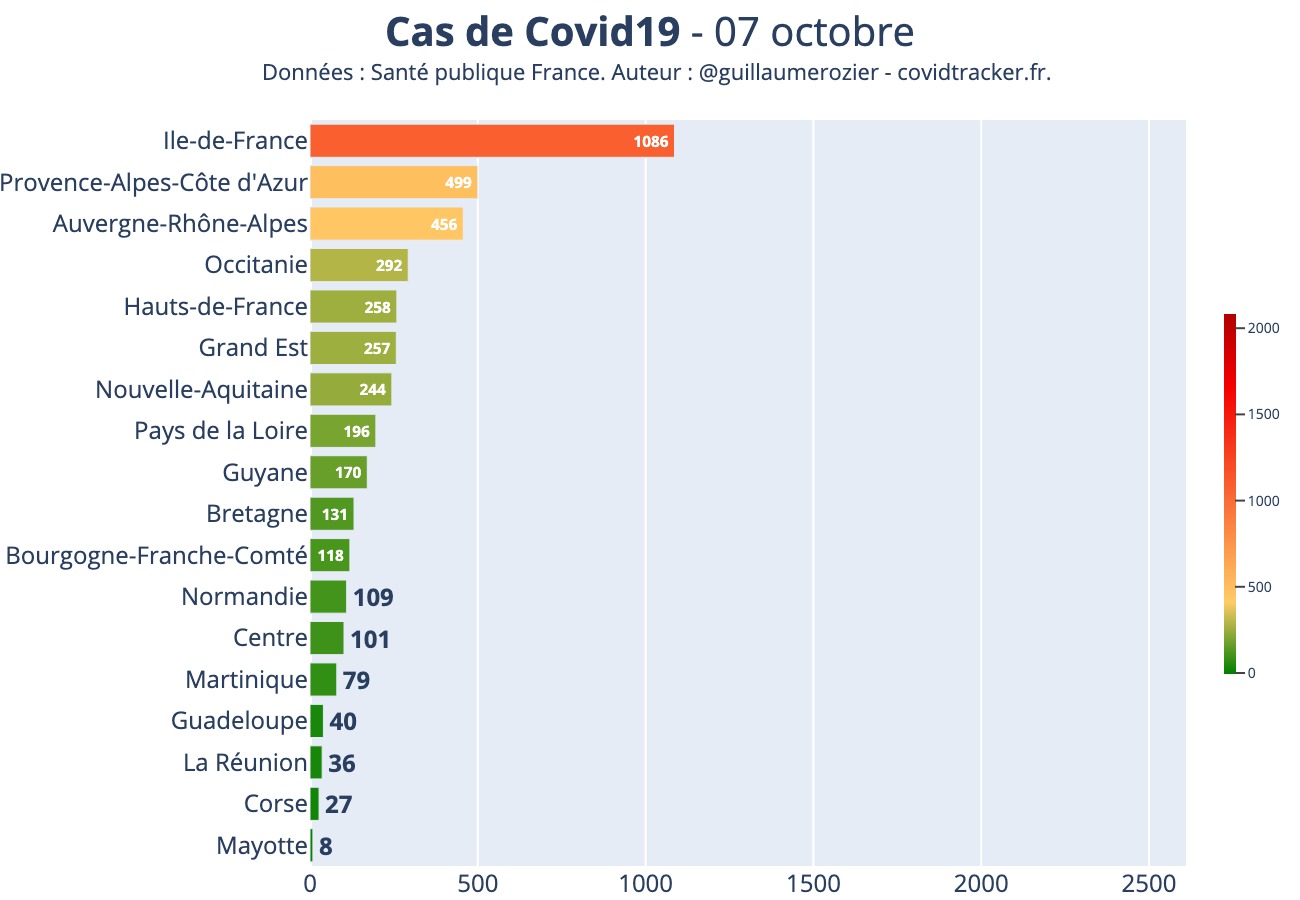 Cas de Covid19 - 07 octobre
Données : Santé publique France. Auteur : @guillaumerozier - covidtracker.fr.
Ile-de-France 1086
Provence-Alpes-Côte d'Azur 499
Auvergne-Rhône-Alpes 456
Occitanie 292
Hauts-de-France 258
Grand Est 257
Nouvelle-Aquitaine 244
Pays de la Loire 196
Guyane 170
Bretagne 131
Bourgogne-Franche-Comté 118
Normandie 109
Centre 101
Martinique 79
Guadeloupe 40
La Réunion 36
Corse 27
Mayotte 8
0 500 1000 1500 2000 2500
2000
1500
1000
500
0